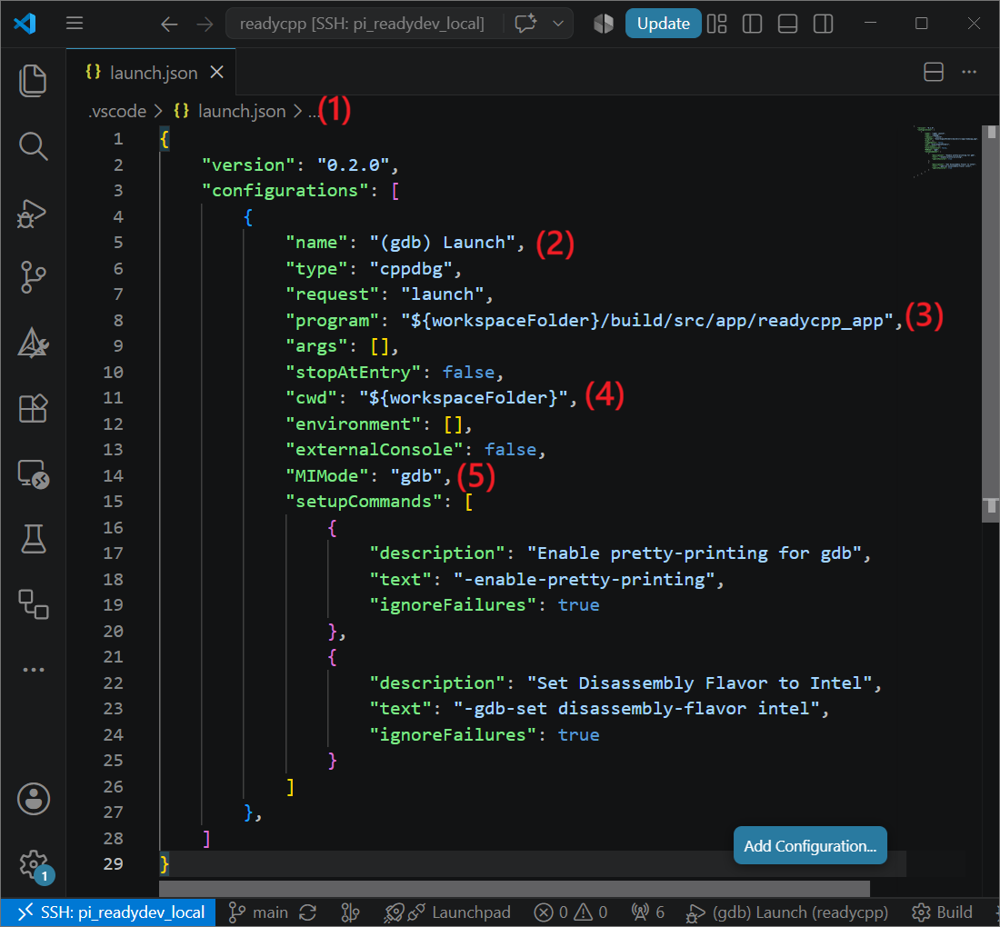 readycpp [SSH: pi_readydev_local]
Update
{} launch.json
.vscode > {} launch.json > ... (1)
1 {
2 "version": "0.2.0",
3 "configurations": [
4 {
5 "name": "(gdb) Launch", (2)
6 "type": "cppdbg",
7 "request": "launch",
8 "program": "${workspaceFolder}/build/src/app/readycpp_app", (3)
9 "args": [],
10 "stopAtEntry": false,
11 "cwd": "${workspaceFolder}", (4)
12 "environment": [],
13 "externalConsole": false,
14 "MIMode": "gdb", (5)
15 "setupCommands": [
16 {
17 "description": "Enable pretty-printing for gdb",
18 "text": "-enable-pretty-printing",
19 "ignoreFailures": true
20 },
21 {
22 "description": "Set Disassembly Flavor to Intel",
23 "text": "-gdb-set disassembly-flavor intel",
24 "ignoreFailures": true
25 }
26 ]
27 },
28 ]
29 }
Add Configuration...
1
SSH: pi_readydev_local main Launchpad 0 0 6 (gdb) Launch (readycpp) Build